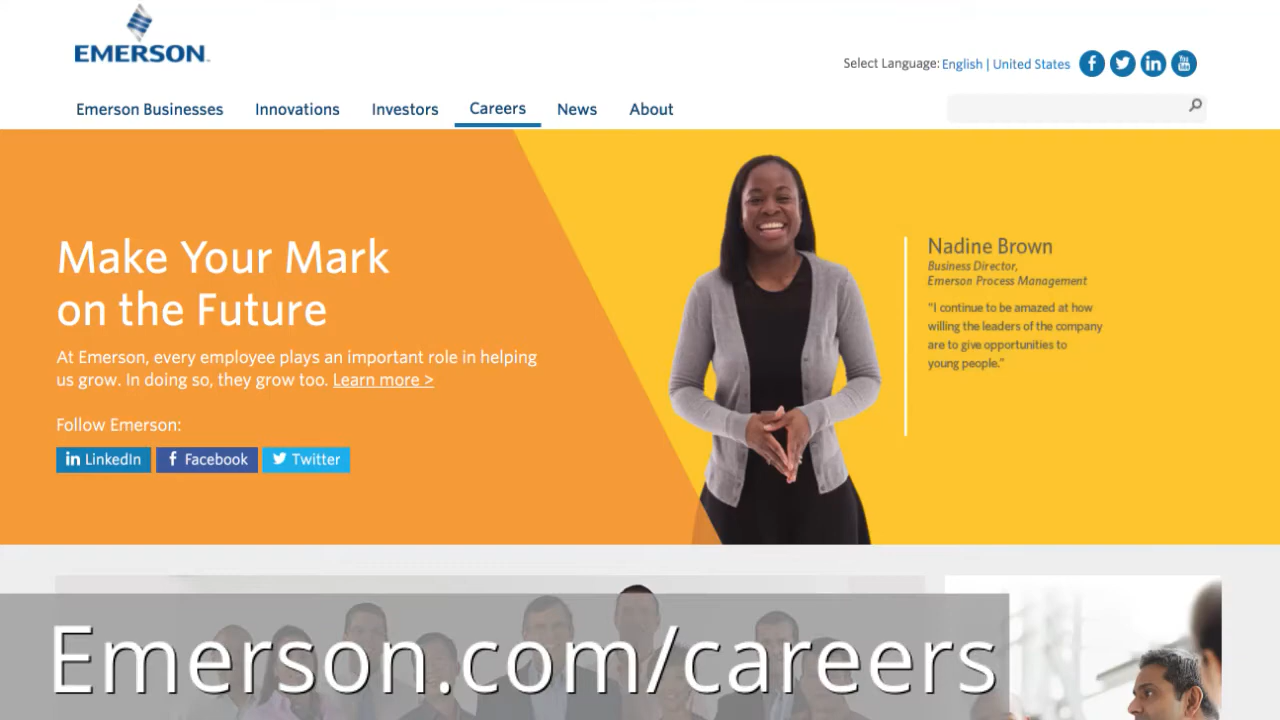 EMERSON
Select Language: English | United States
Emerson Businesses
Innovations
Investors
Careers
News
About
Make Your Mark
on the Future
At Emerson, every employee plays an important role in helping
us grow. In doing so, they grow too. Learn more >
Follow Emerson:
in LinkedIn
f Facebook
Twitter
Nadine Brown
Business Director,
Emerson Process Management
"I continue to be amazed at how
willing the leaders of the company
are to give opportunities to
young people."
Emerson.com/careers